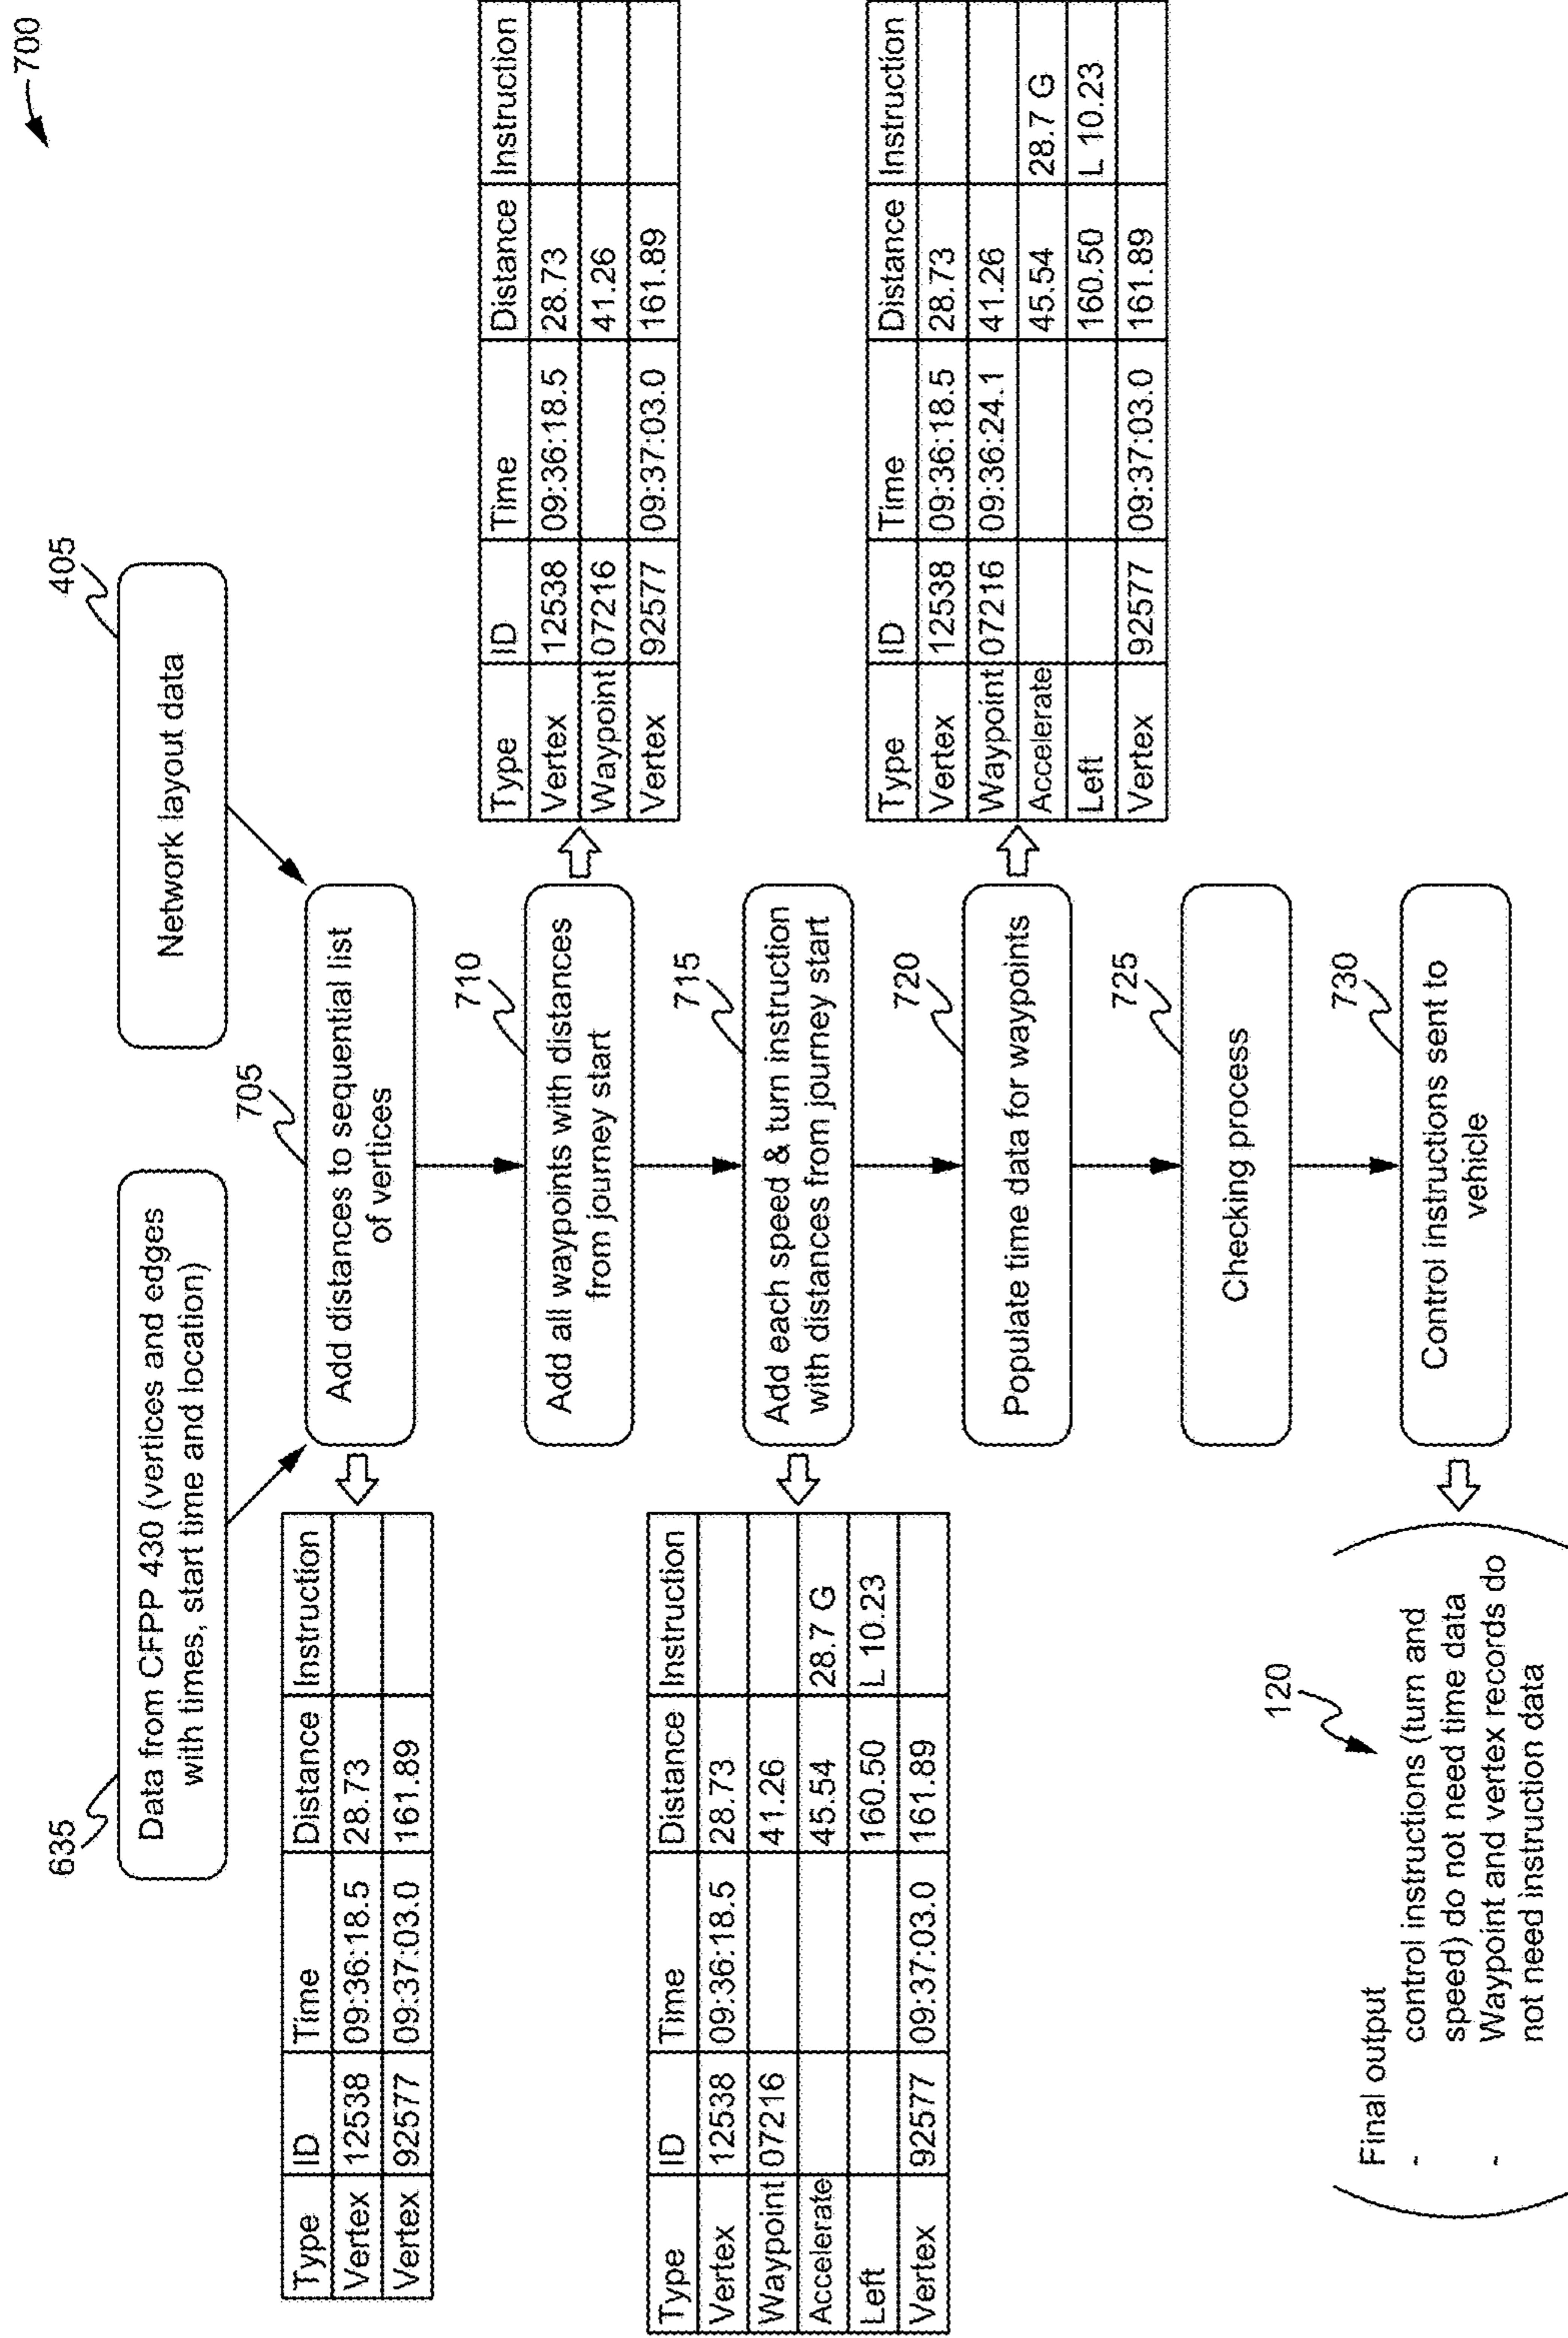 700
635
Data from CFPP 430 (vertices and edges
with times, start time and location)
405
Network layout data
705
Add distances to sequential list
of vertices
Type ID Time Distance Instruction
Vertex 12538 09:36:18.5 28.73
Vertex 92577 09:37:03.0 161.89
710
Add all waypoints with distances
from journey start
Type ID Time Distance Instruction
Vertex 12538 09:36:18.5 28.73
Waypoint 07216 41.26
Vertex 92577 09:37:03.0 161.89
715
Add each speed & turn instruction
with distances from journey start
Type ID Time Distance Instruction
Vertex 12538 09:36:18.5 28.73
Waypoint 07216 41.26
Accelerate 45.54 28.7 G
Left 160.50 L 10.23
Vertex 92577 09:37:03.0 161.89
720
Populate time data for waypoints
Type ID Time Distance Instruction
Vertex 12538 09:36:18.5 28.73
Waypoint 07216 09:36:24.1 41.26
Accelerate 45.54 28.7 G
Left 160.50 L 10.23
Vertex 92577 09:37:03.0 161.89
725
Checking process
730
Control instructions sent to
vehicle
120
Final output
- control instructions (turn and
speed) do not need time data
- Waypoint and vertex records do
not need instruction data